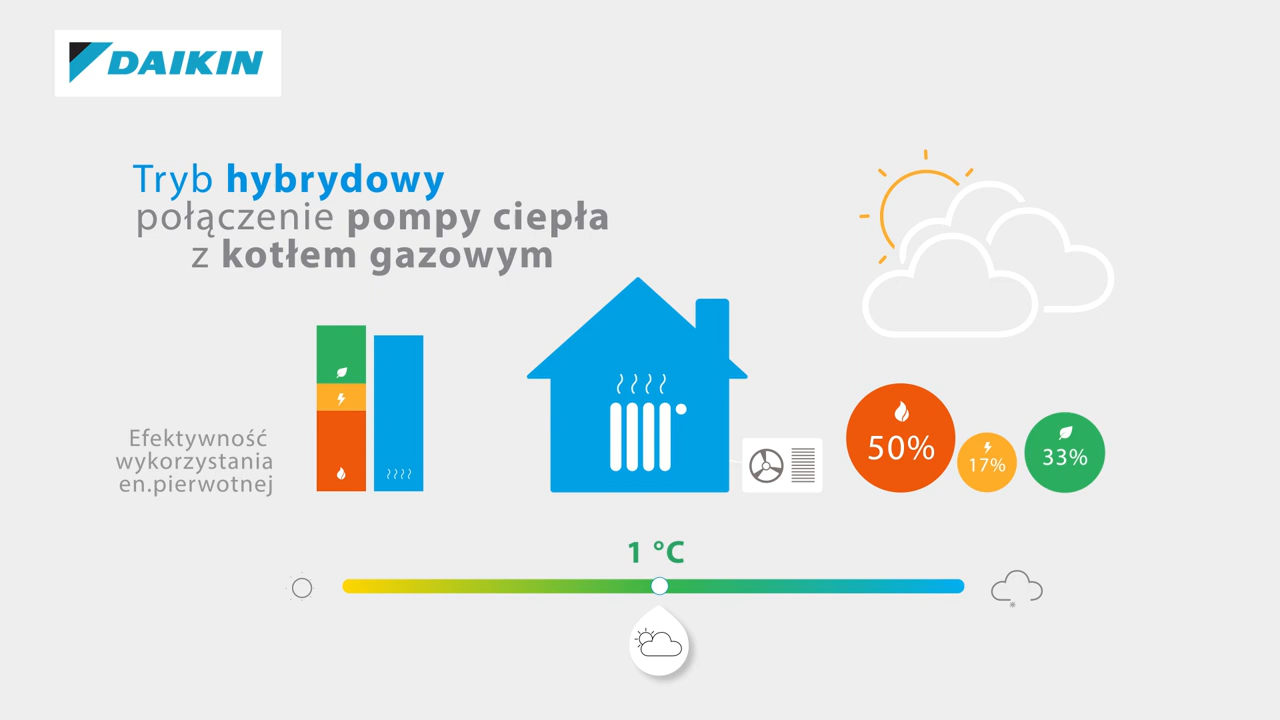 DAIKIN
Tryb hybrydowy
połączenie pompy ciepła
z kotłem gazowym
Efektywność
wykorzystania
en.pierwotnej
50%
17%
33%
1 °C